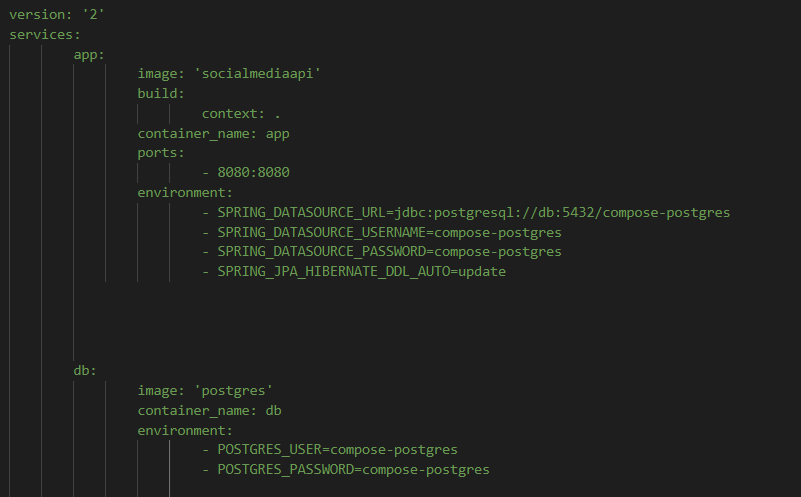 version: '2'
services:
app:
image: 'socialmediaapi'
build:
context: .
container_name: app
ports:
- 8080:8080
environment:
- SPRING_DATASOURCE_URL=jdbc:postgresql://db:5432/compose-postgres
- SPRING_DATASOURCE_USERNAME=compose-postgres
- SPRING_DATASOURCE_PASSWORD=compose-postgres
- SPRING_JPA_HIBERNATE_DDL_AUTO=update
db:
image: 'postgres'
container_name: db
environment:
- POSTGRES_USER=compose-postgres
- POSTGRES_PASSWORD=compose-postgres